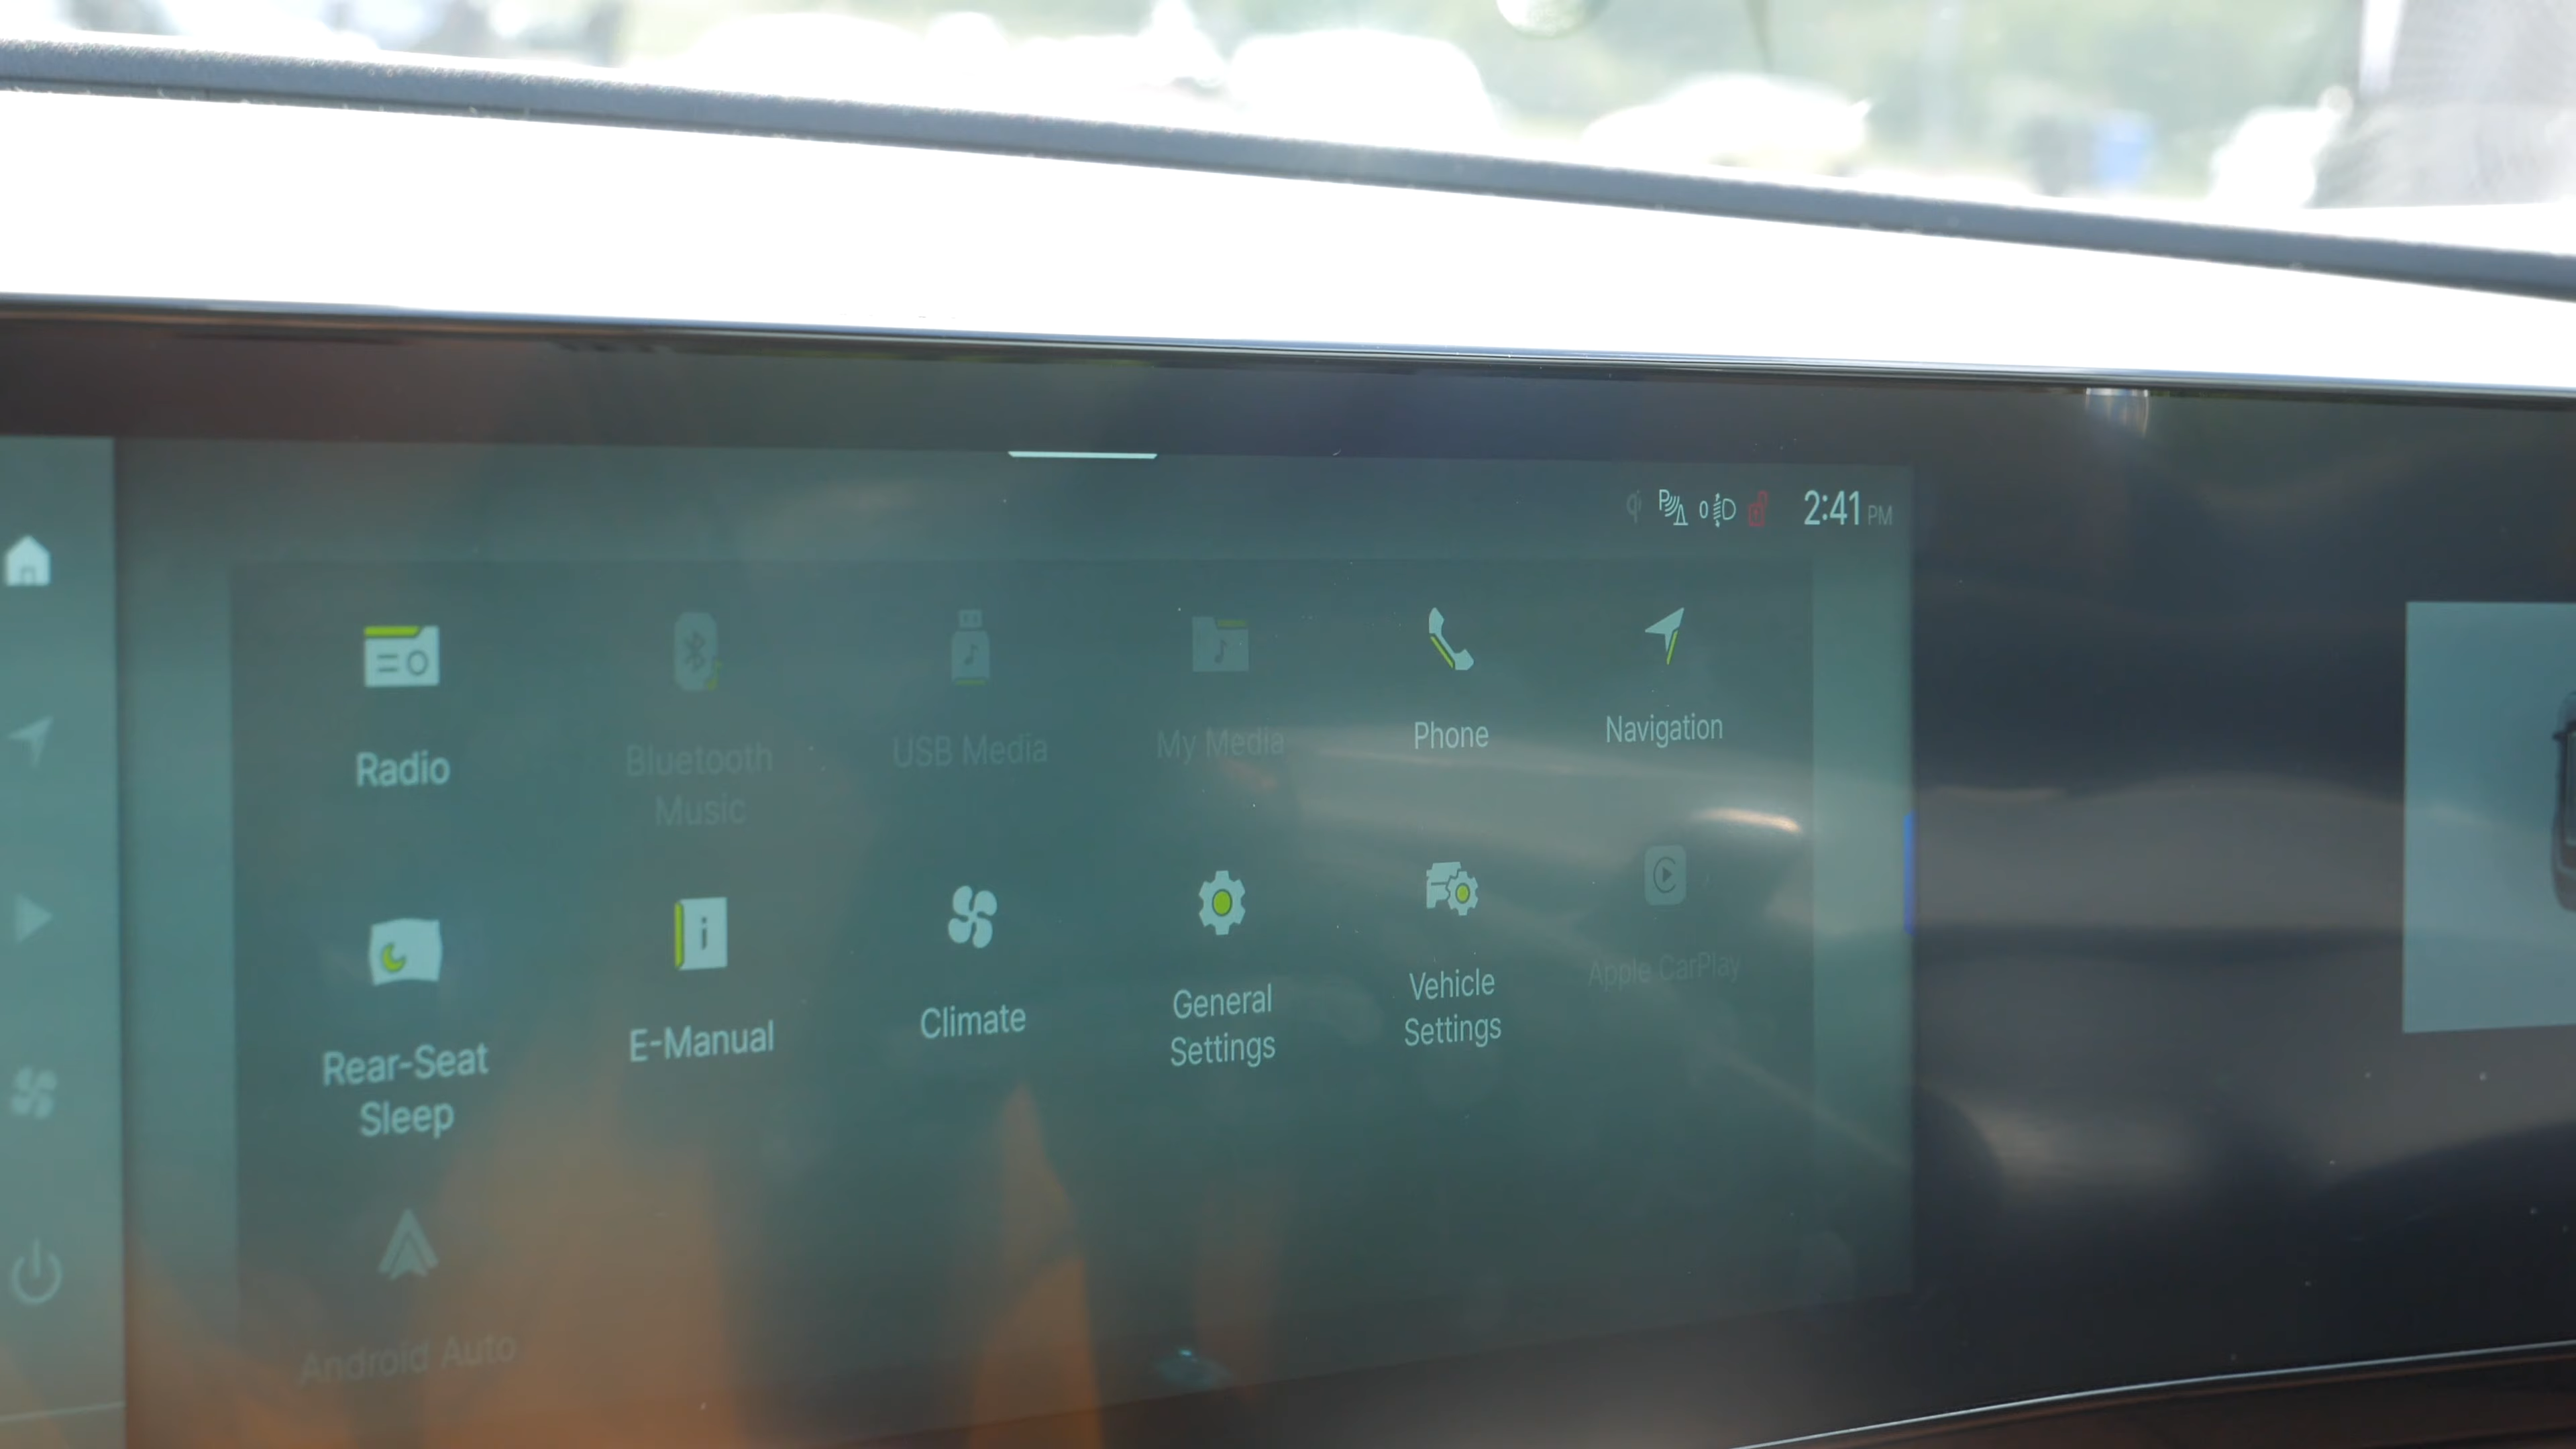 2:41 PM
Radio
Bluetooth
Music
USB Media
My Media
Phone
Navigation
Rear-Seat
Sleep
E-Manual
Climate
General
Settings
Vehicle
Settings
Apple CarPlay
Android Auto